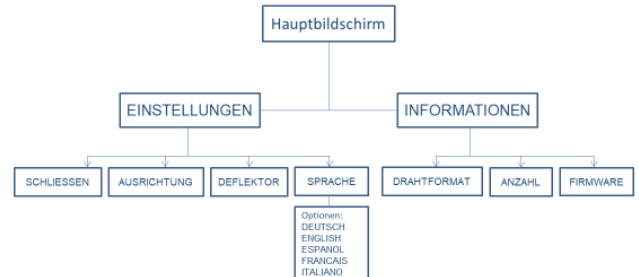 Hauptbildschirm
EINSTELLUNGEN
INFORMATIONEN
SCHLIESSEN
AUSRICHTUNG
DEFLEKTOR
SPRACHE
DRAHTFORMAT
ANZAHL
FIRMWARE
Optionen:
DEUTSCH
ENGLISH
ESPANOL
FRANCAIS
ITALIANO